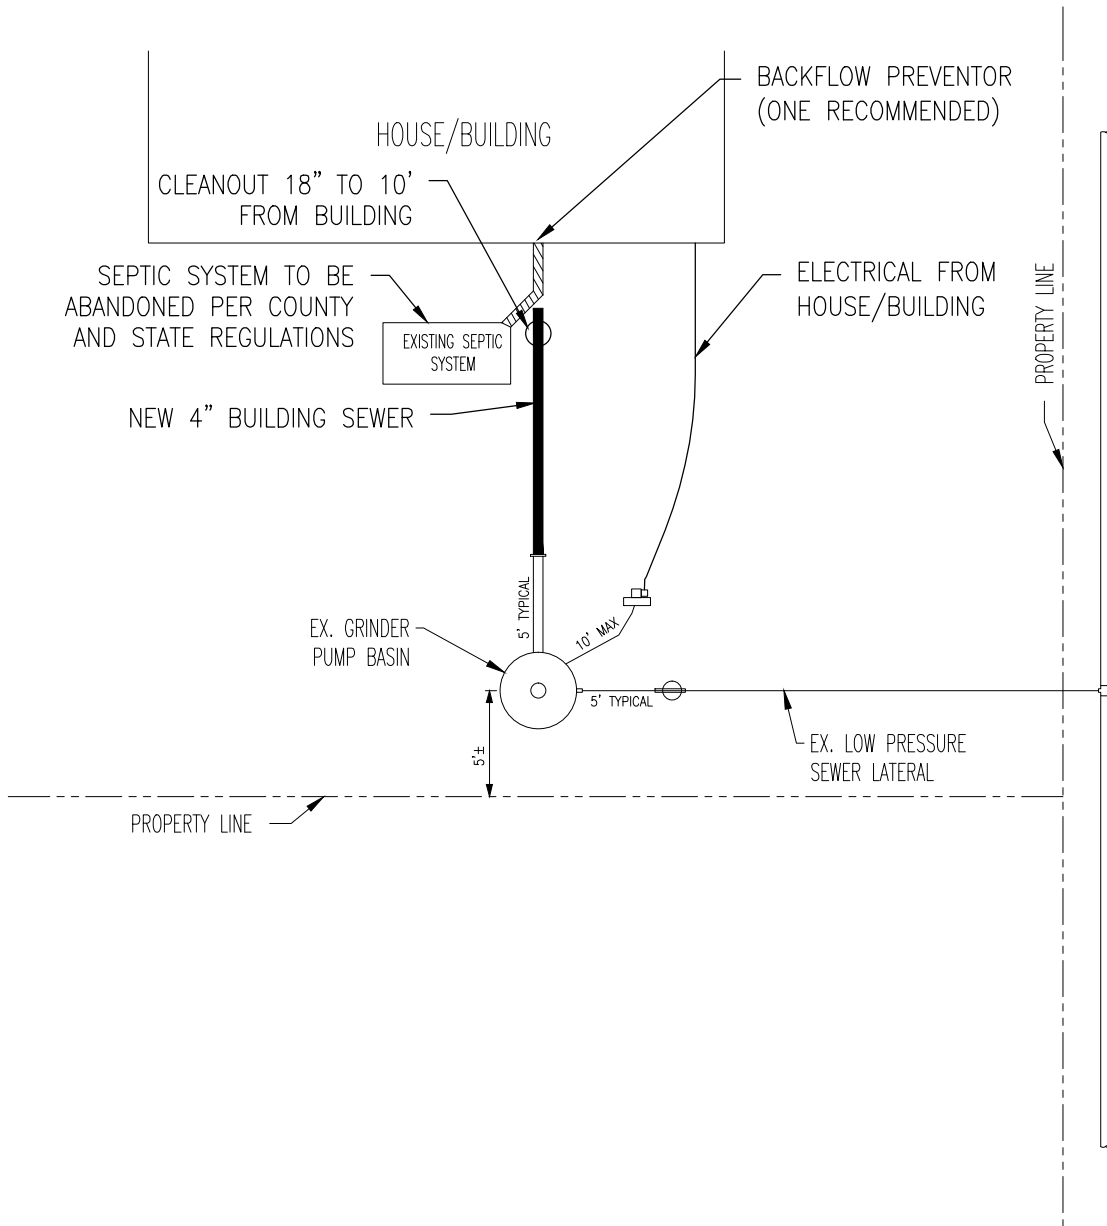 BACKFLOW PREVENTOR
(ONE RECOMMENDED)
HOUSE/BUILDING
CLEANOUT 18" TO 10'
FROM BUILDING
SEPTIC SYSTEM TO BE
ABANDONED PER COUNTY
AND STATE REGULATIONS
ELECTRICAL FROM
HOUSE/BUILDING
PROPERTY LINE
EXISTING SEPTIC
SYSTEM
NEW 4" BUILDING SEWER
5' TYPICAL
10' MAX
EX. GRINDER
PUMP BASIN
5' TYPICAL
5'±
EX. LOW PRESSURE
SEWER LATERAL
PROPERTY LINE